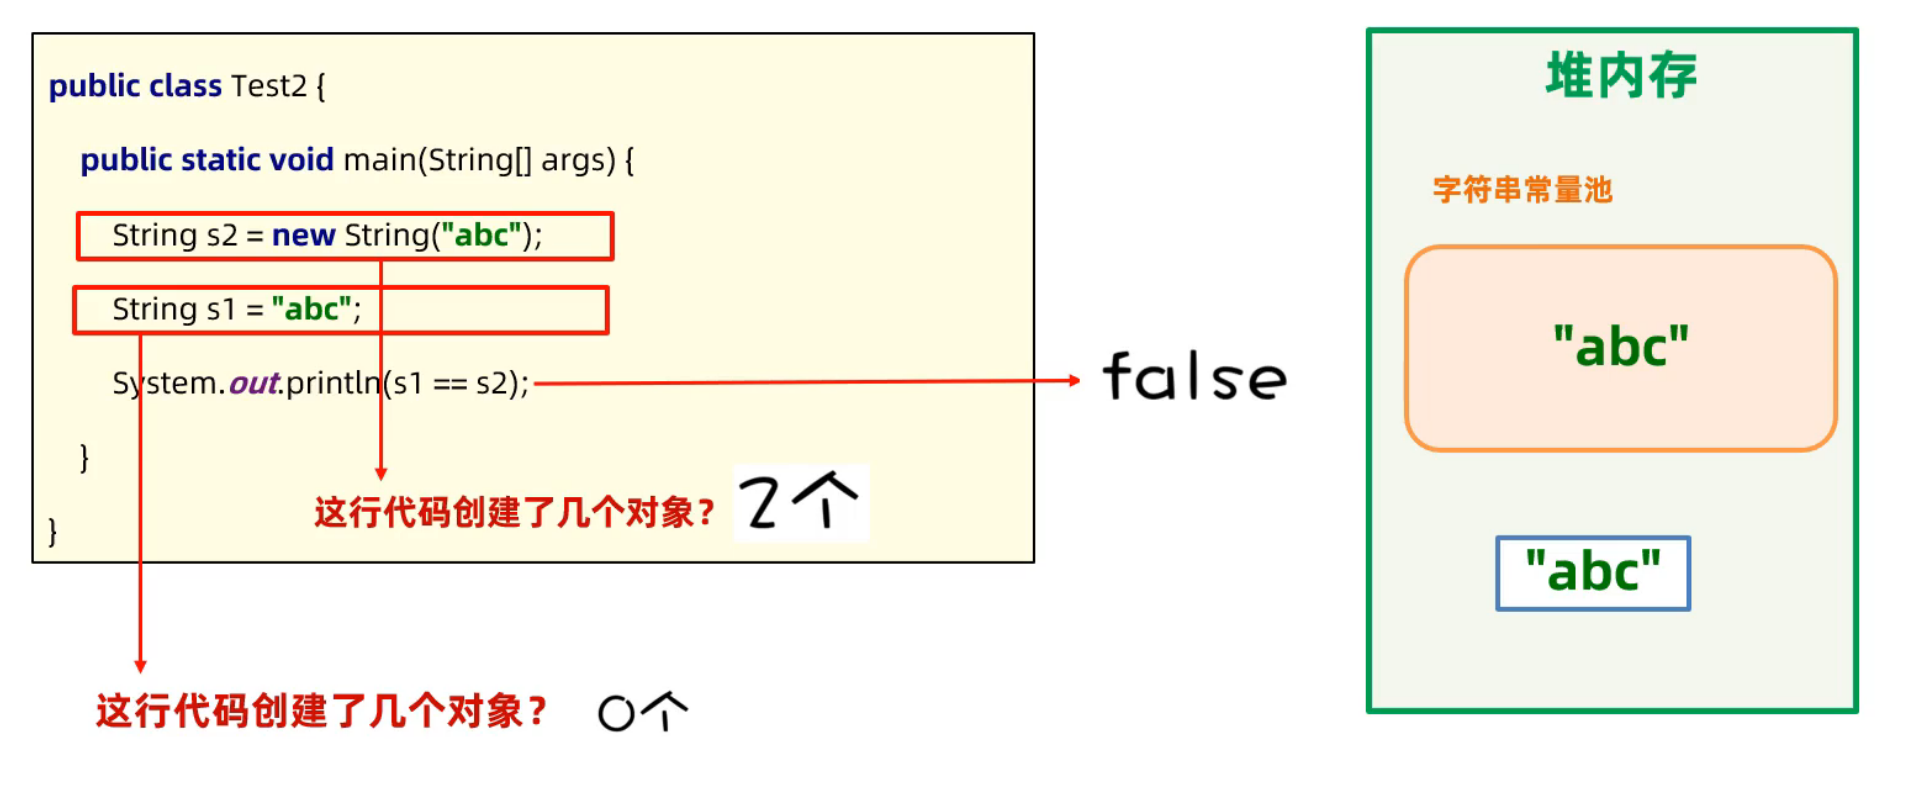 public class Test2 {
public static void main(String[] args) {
String s2 = new String("abc");
String s1 = "abc";
System.out.println(s1 == s2);
}
这行代码创建了几个对象？ 2个
}
这行代码创建了几个对象？ 0个
false
堆内存
字符串常量池
"abc"
"abc"